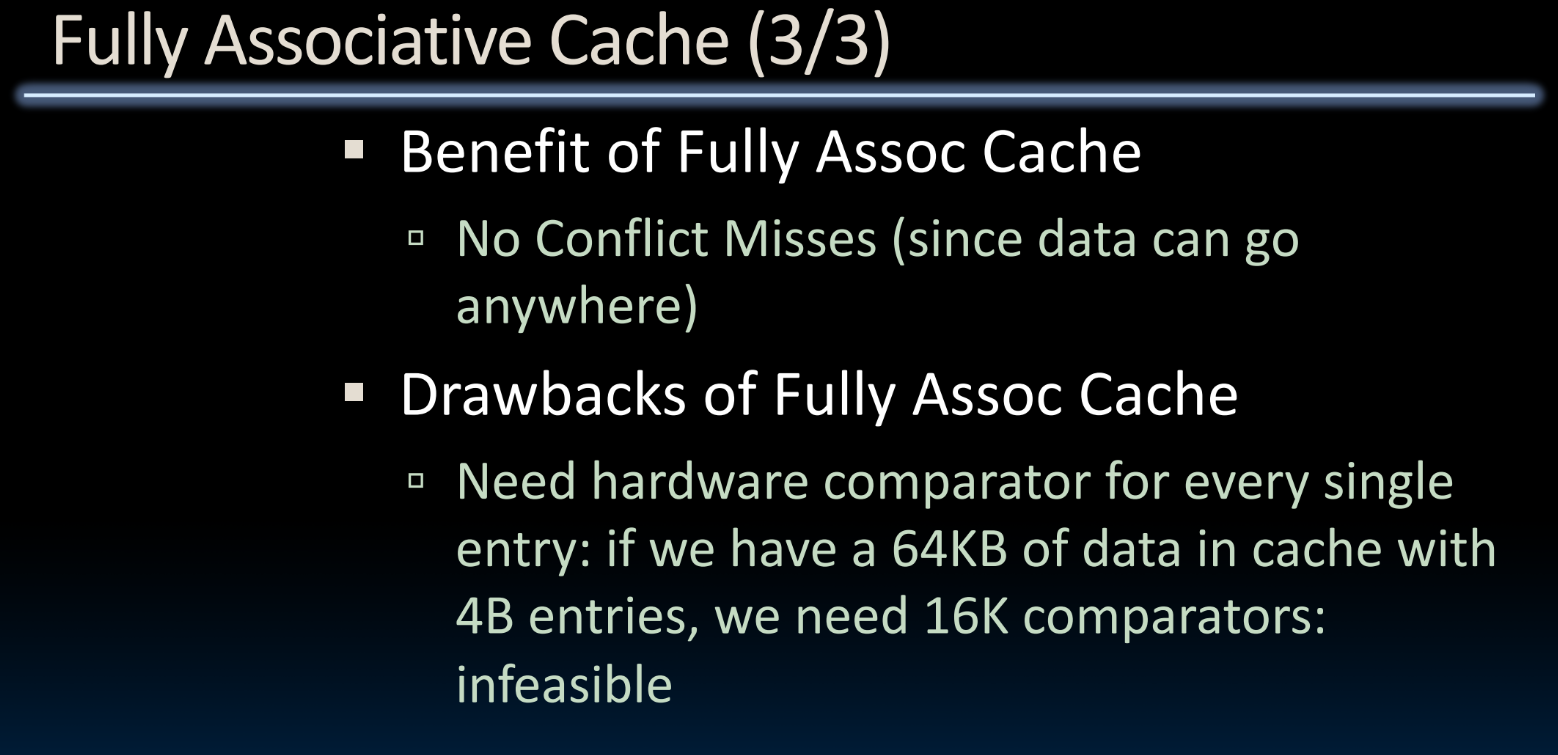 Fully Associative Cache (3/3)
Benefit of Fully Assoc Cache
No Conflict Misses (since data can go
anywhere)
Drawbacks of Fully Assoc Cache
Need hardware comparator for every single
entry: if we have a 64KB of data in cache with
4B entries, we need 16K comparators:
infeasible